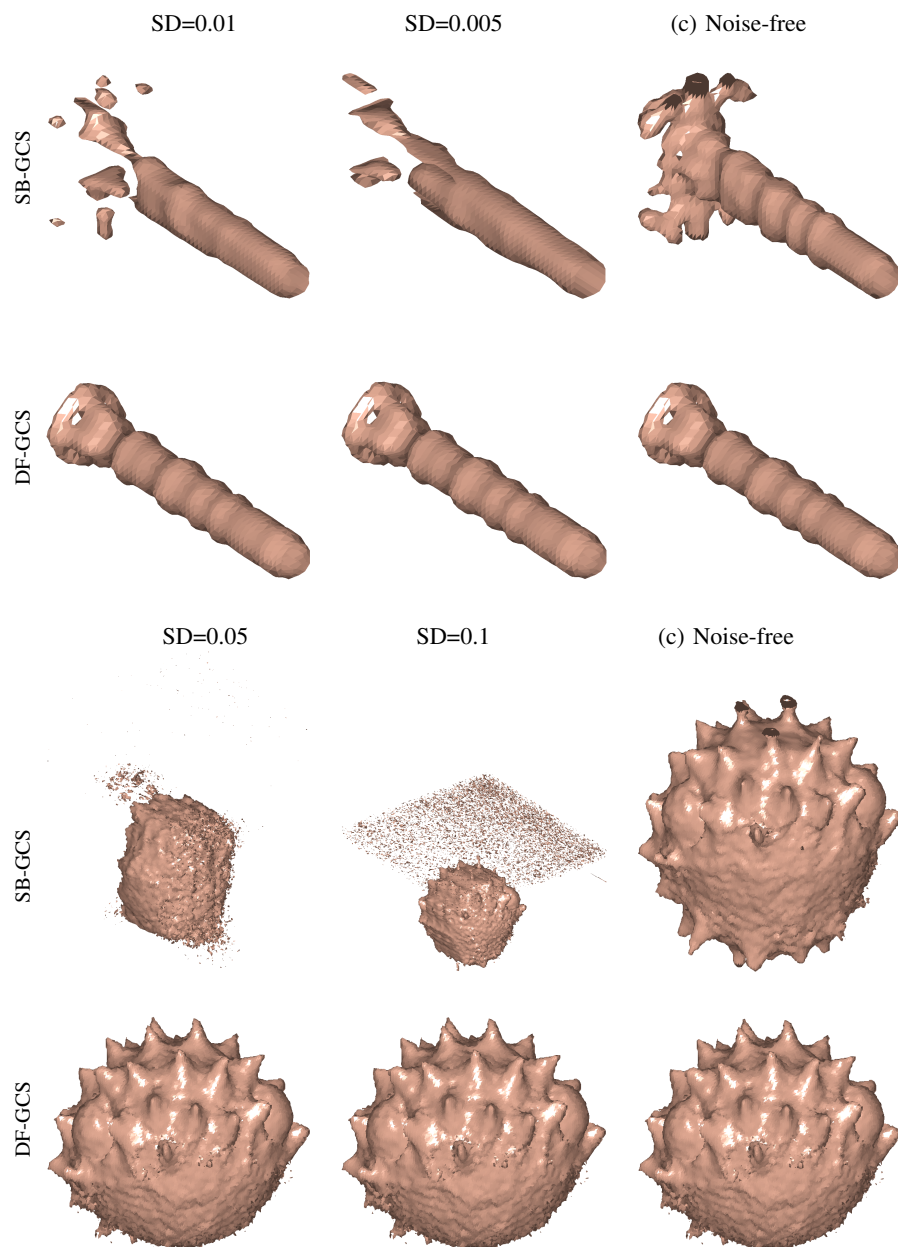 SD=0.01 SD=0.005 (c) Noise-free
SB-GCS
DF-GCS
SD=0.05 SD=0.1 (c) Noise-free
SB-GCS
DF-GCS